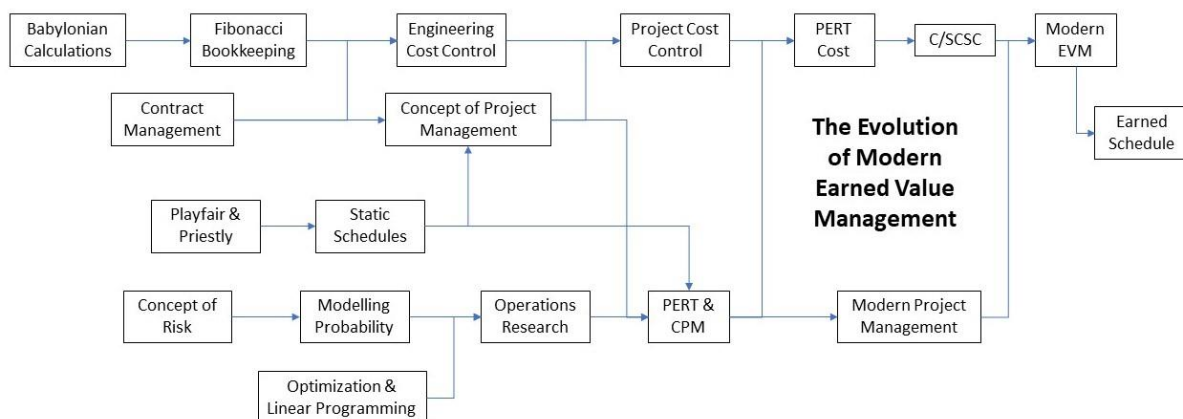 Babylonian
Calculations
Fibonacci
Bookkeeping
Engineering
Cost Control
Project Cost
Control
PERT
Cost
C/SCSC
Modern
EVM
Contract
Management
Concept of Project
Management
The Evolution
of Modern
Earned Value
Management
Earned
Schedule
Playfair &
Priestly
Static
Schedules
Concept of
Risk
Modelling
Probability
Operations
Research
PERT &
CPM
Modern Project
Management
Optimization &
Linear Programming